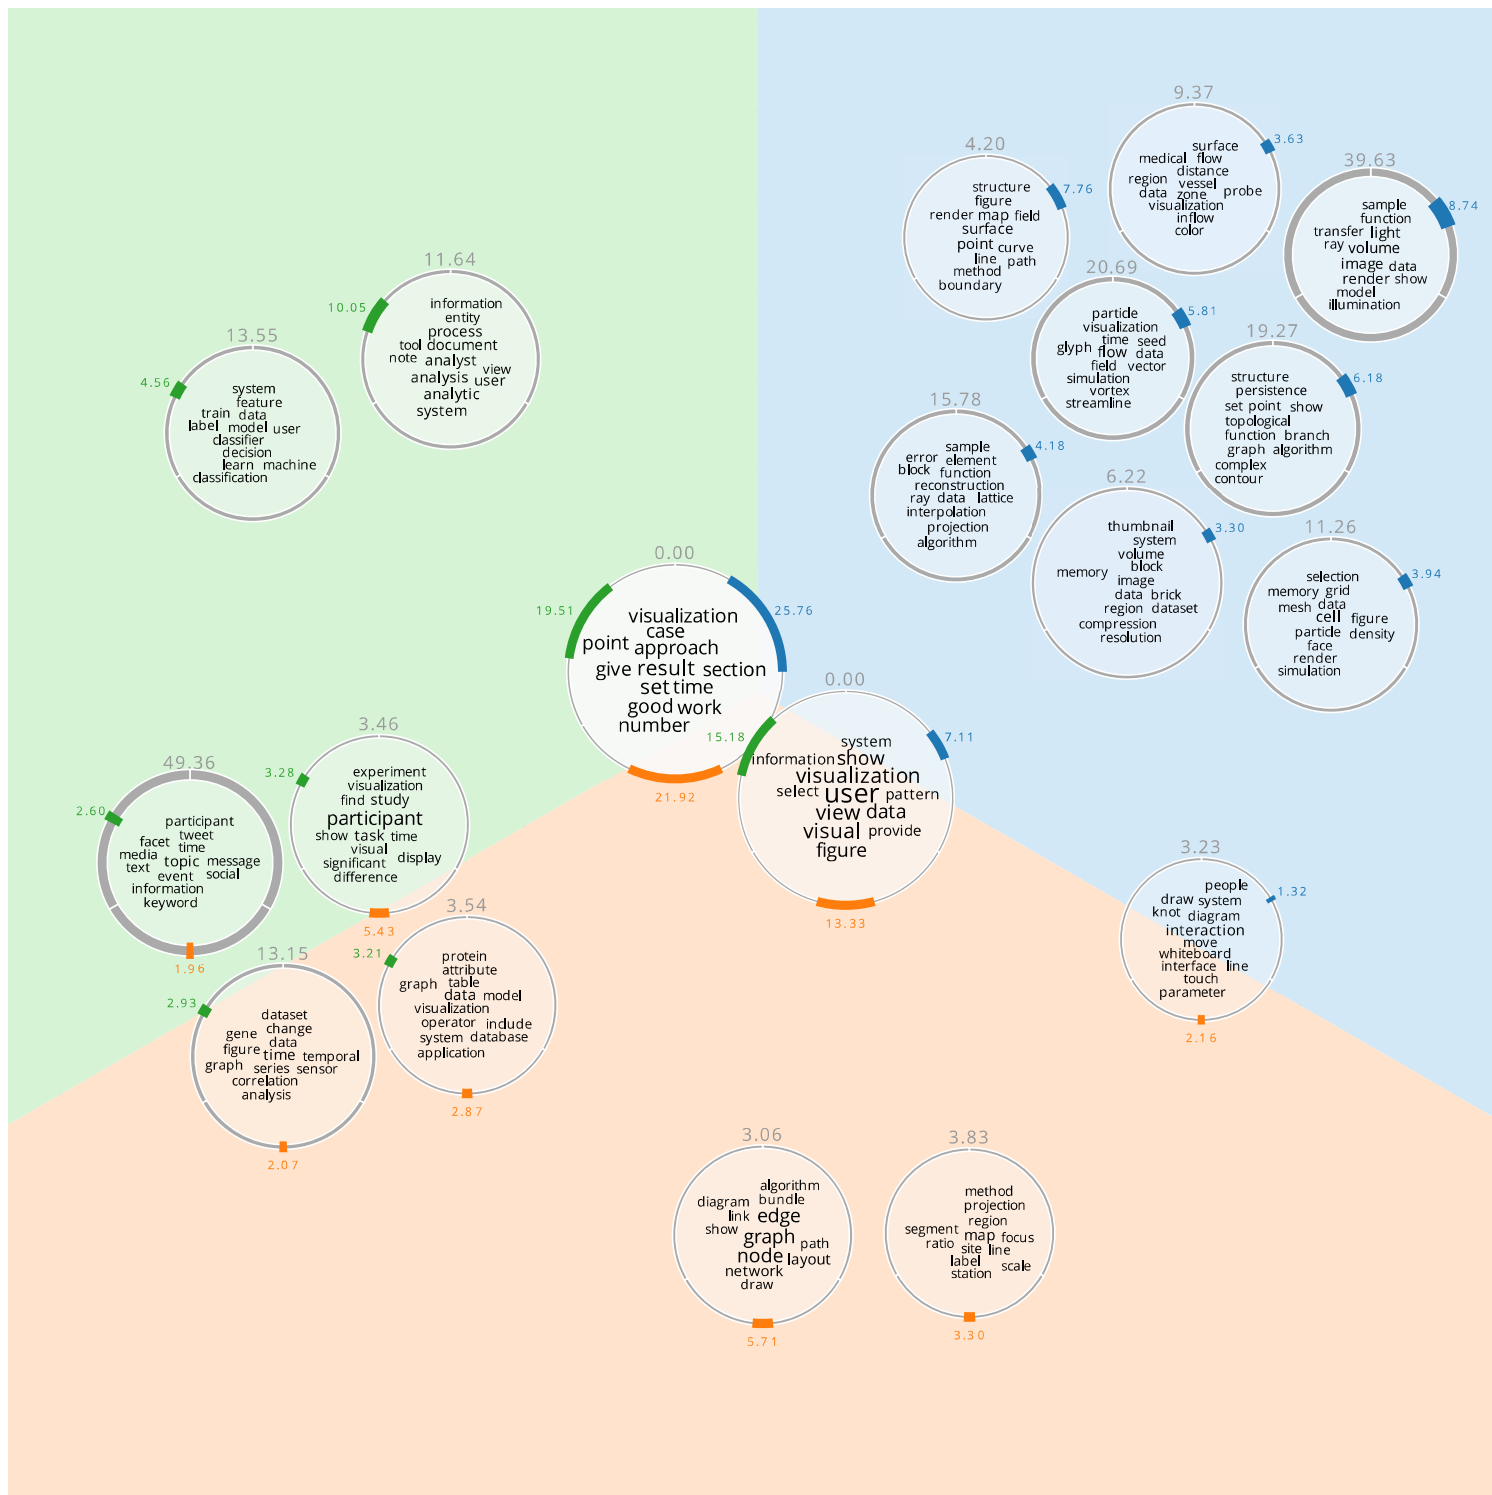 9.37
3.63
surface
medical flow
distance
region vessel
data zone probe
visualization
inflow
color
4.20
7.76
structure
figure
render map field
surface
point curve
line path
method
boundary
39.63
8.74
sample
function
transfer light
ray volume
image data
render show
model
illumination
11.64
10.05
information
entity
process
tool document
note analyst view
analysis user
analytic
system
20.69
5.81
particle
visualization
time seed
glyph flow data
field vector
simulation
vortex
streamline
13.55
4.56
system
feature
train data
label model user
classifier
decision
learn machine
classification
19.27
6.18
structure
persistence
set point show
topological
function branch
graph algorithm
complex
contour
15.78
4.18
sample
error element
block function
reconstruction
ray data lattice
interpolation
projection
algorithm
6.22
3.30
thumbnail
system
volume
memory block
image
data brick
region dataset
compression
resolution
11.26
3.94
selection
memory grid
mesh data
cell figure
particle density
face
render
simulation
0.00
19.51
25.76
visualization
case
point approach
give result section
set time
good work
number
21.92
0.00
15.18
7.11
system
information show
visualization
select user pattern
view data
visual provide
figure
13.33
3.46
3.28
experiment
visualization
find study
participant
show task time
visual
significant display
difference
5.43
49.36
2.60
participant
tweet
facet time
media topic message
text event social
information
keyword
1.96
3.23
1.32
people
draw system
knot diagram
interaction
move
whiteboard
interface line
touch
parameter
2.16
3.54
3.21
protein
attribute
graph table
data model
visualization
operator include
system database
application
2.87
13.15
2.93
dataset
gene change
data
figure time temporal
graph series sensor
correlation
analysis
2.07
3.06
algorithm
diagram bundle
link edge
show graph path
node layout
network
draw
5.71
3.83
method
projection
region
segment map focus
ratio site line
label scale
station
3.30